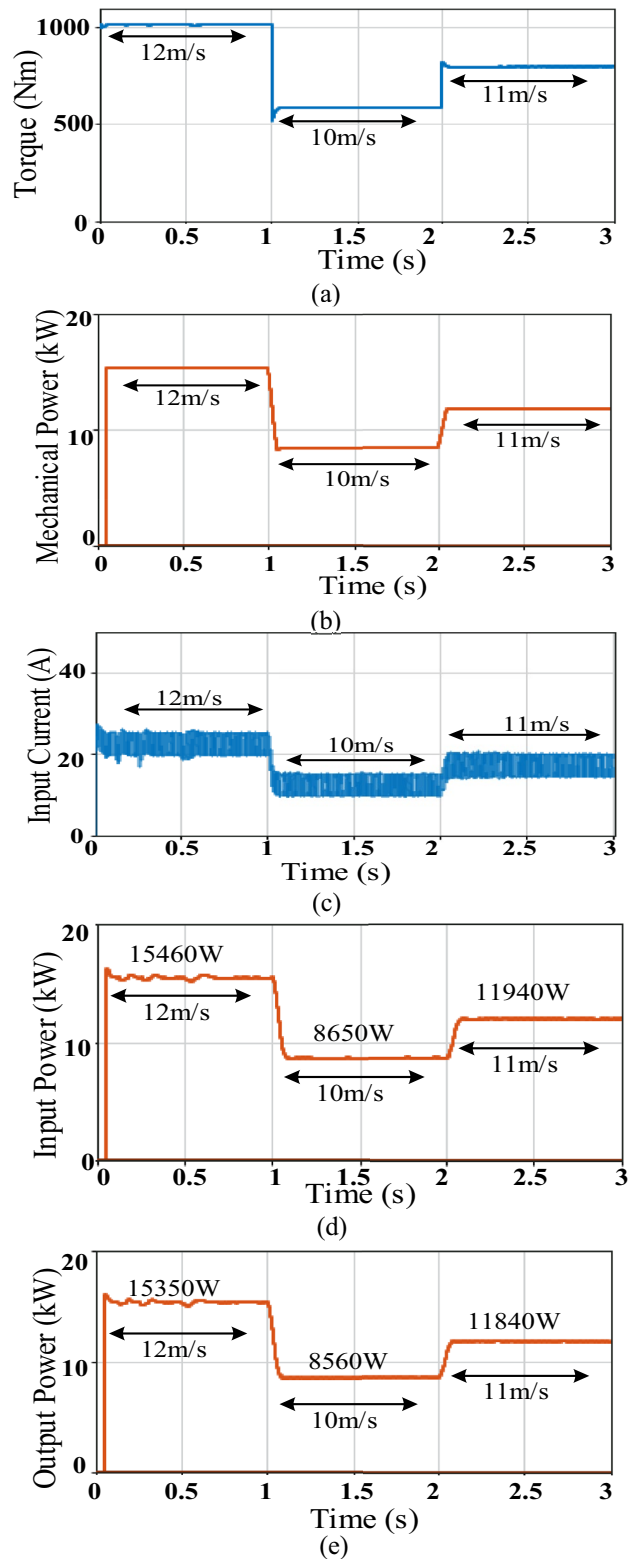 Torque (Nm)
1000
500
0
12m/s
10m/s
11m/s
0 0.5 1 1.5 2 2.5 3
Time (s)
(a)
Mechanical Power (kW)
20
10
0
12m/s
10m/s
11m/s
0 0.5 1 1.5 2 2.5 3
Time (s)
(b)
Input Current (A)
40
20
0
12m/s
10m/s
11m/s
0 0.5 1 1.5 2 2.5 3
Time (s)
(c)
Input Power (kW)
20
10
0
15460W
12m/s
8650W
10m/s
11940W
11m/s
0 0.5 1 1.5 2 2.5 3
Time (s)
(d)
Output Power (kW)
20
10
0
15350W
12m/s
8560W
10m/s
11840W
11m/s
0 0.5 1 1.5 2 2.5 3
Time (s)
(e)